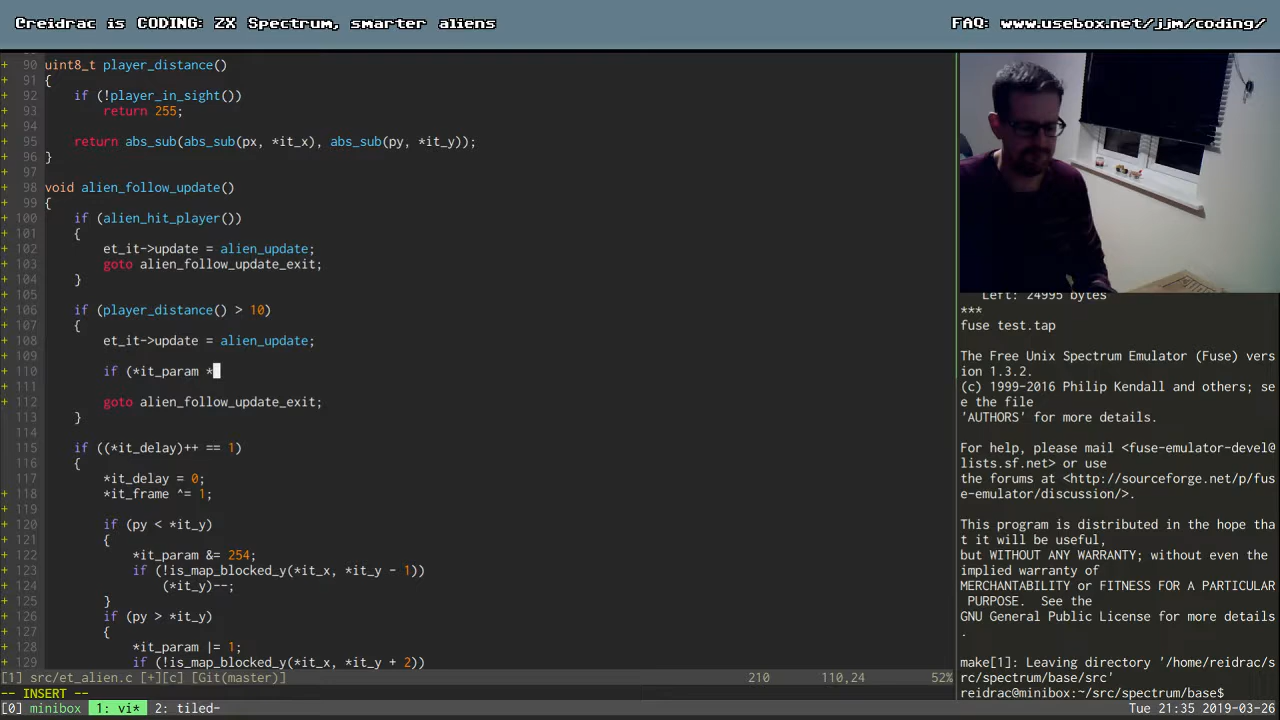 Creidrac is CODING: ZX Spectrum, smarter aliens
FAQ: www.usebox.net/jjm/coding/
+ 90 uint8_t player_distance()
+ 91 {
+ 92 if (!player_in_sight())
+ 93 return 255;
+ 94
+ 95 return abs_sub(abs_sub(px, *it_x), abs_sub(py, *it_y));
+ 96 }
+ 97
+ 98 void alien_follow_update()
+ 99 {
+ 100 if (alien_hit_player())
+ 101 {
+ 102 et_it->update = alien_update;
+ 103 goto alien_follow_update_exit;
+ 104 }
+ 105
+ 106 if (player_distance() > 10)
+ 107 {
+ 108 et_it->update = alien_update;
+ 109
+ 110 if (*it_param *
+ 111
+ 112 goto alien_follow_update_exit;
113 }
114
115 if ((*it_delay)++ == 1)
116 {
117 *it_delay = 0;
+ 118 *it_frame ^= 1;
+ 119
+ 120 if (py < *it_y)
+ 121 {
+ 122 *it_param &= 254;
+ 123 if (!is_map_blocked_y(*it_x, *it_y - 1))
+ 124 (*it_y)--;
+ 125 }
+ 126 if (py > *it_y)
+ 127 {
+ 128 *it_param |= 1;
+ 129 if (!is_map_blocked_y(*it_x, *it_y + 2))
[1] src/et_alien.c [+][c] [Git(master)] 210 110,24 52%
-- INSERT --
Left: 24995 bytes
***
fuse test.tap
The Free Unix Spectrum Emulator (Fuse) vers
ion 1.3.2.
(c) 1999-2016 Philip Kendall and others; se
e the file
'AUTHORS' for more details.
For help, please mail <fuse-emulator-devel@
lists.sf.net> or use
the forums at <http://sourceforge.net/p/fus
e-emulator/discussion/>.
This program is distributed in the hope tha
t it will be useful,
but WITHOUT ANY WARRANTY; without even the
implied warranty of
MERCHANTABILITY or FITNESS FOR A PARTICULAR
PURPOSE. See the
GNU General Public License for more details
.
make[1]: Leaving directory '/home/reidrac/s
rc/spectrum/base/src'
reidrac@minibox:~/src/spectrum/base$
[0] minibox 1: vi* 2: tiled- Tue 21:35 2019-03-26